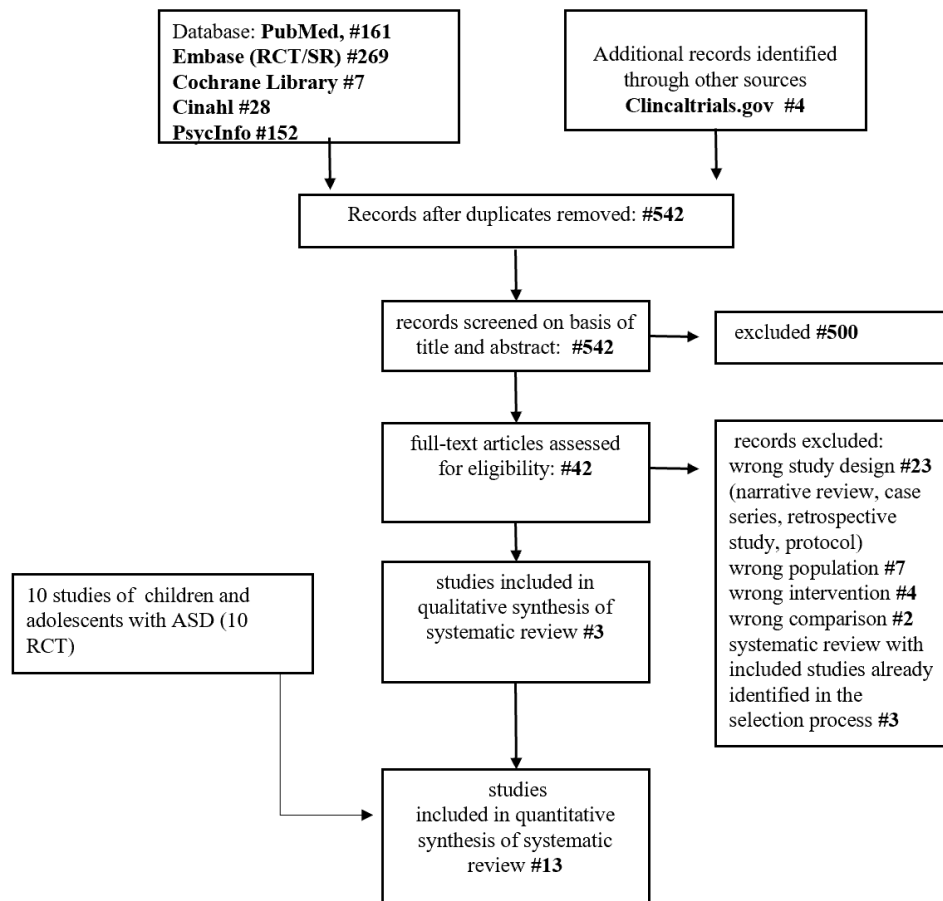 Database: PubMed, #161
Embase (RCT/SR) #269
Cochrane Library #7
Cinahl #28
PsycInfo #152
Additional records identified
through other sources
Clincaltrials.gov #4
Records after duplicates removed: #542
records screened on basis of
title and abstract: #542
excluded #500
full-text articles assessed
for eligibility: #42
records excluded:
wrong study design #23
(narrative review, case
series, retrospective
study, protocol)
wrong population #7
wrong intervention #4
wrong comparison #2
systematic review with
included studies already
identified in the
selection process #3
studies included in
qualitative synthesis of
systematic review #3
10 studies of children and
adolescents with ASD (10
RCT)
studies
included in quantitative
synthesis of systematic
review #13